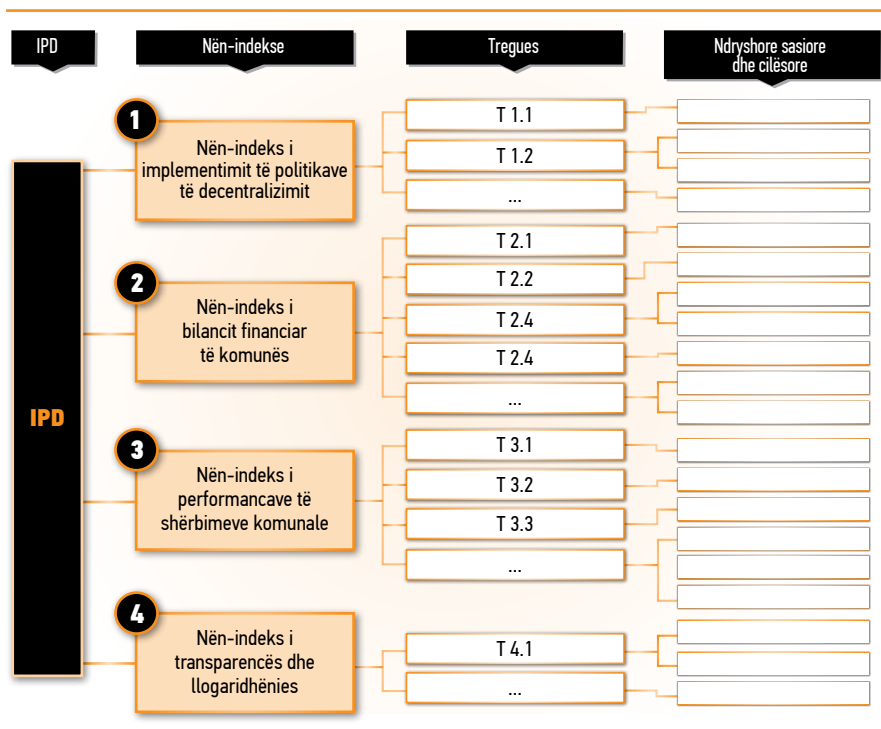 IPD
Nën-indekse
Tregues
Ndryshore sasiore
dhe cilësore
IPD
1
Nën-indeks i
implementimit të politikave
të decentralizimit
T 1.1
T 1.2
...
2
Nën-indeks i
bilancit financiar
të komunës
T 2.1
T 2.2
T 2.4
T 2.4
...
3
Nën-indeks i
performancave të
shërbimeve komunale
T 3.1
T 3.2
T 3.3
...
4
Nën-indeks i
transparencës dhe
llogaridhënies
T 4.1
...